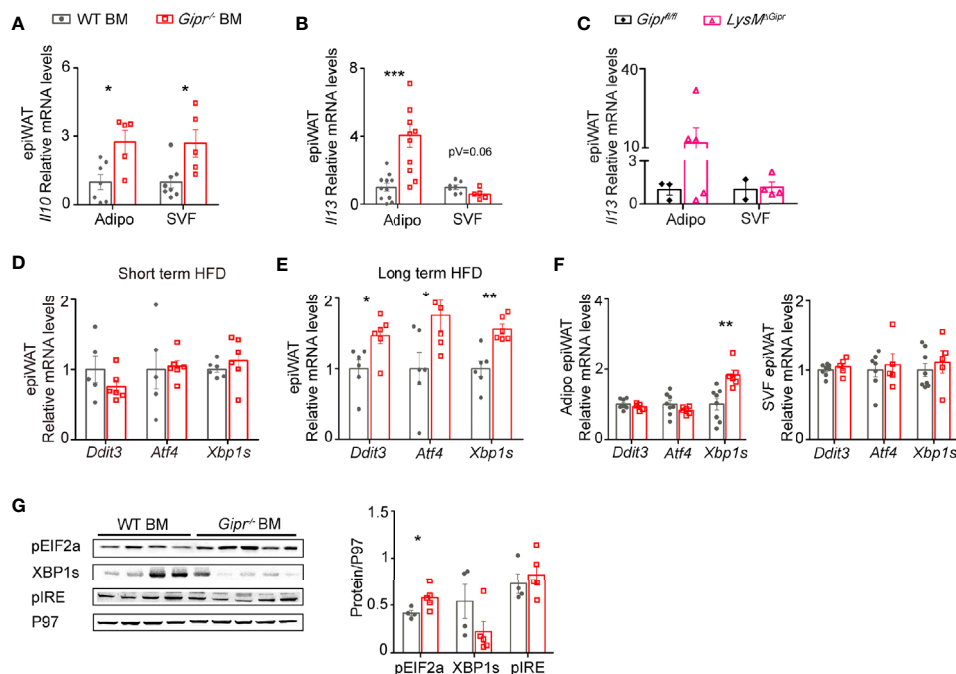 WT BM Gipr-/- BM
Giprfl/fl LysMΔGipr
A
epiWAT
Il10 Relative mRNA levels
6
3
0
* *
Adipo SVF
B
epiWAT
Il13 Relative mRNA levels
8
4
0
***
pV=0.06
Adipo SVF
C
epiWAT
Il13 Relative mRNA levels
40
10
3
1
0
Adipo SVF
D
Short term HFD
epiWAT
Relative mRNA levels
2
1
0
Ddit3 Atf4 Xbp1s
E
Long term HFD
epiWAT
Relative mRNA levels
2
1
0
* * **
Ddit3 Atf4 Xbp1s
F
Adipo epiWAT
Relative mRNA levels
4
2
0
**
Ddit3 Atf4 Xbp1s
SVF epiWAT
Relative mRNA levels
2
1
0
Ddit3 Atf4 Xbp1s
G
WT BM Gipr-/- BM
pEIF2a
XBP1s
pIRE
P97
Protein/P97
1.5
1
0.5
0
*
pEIF2a XBP1s pIRE